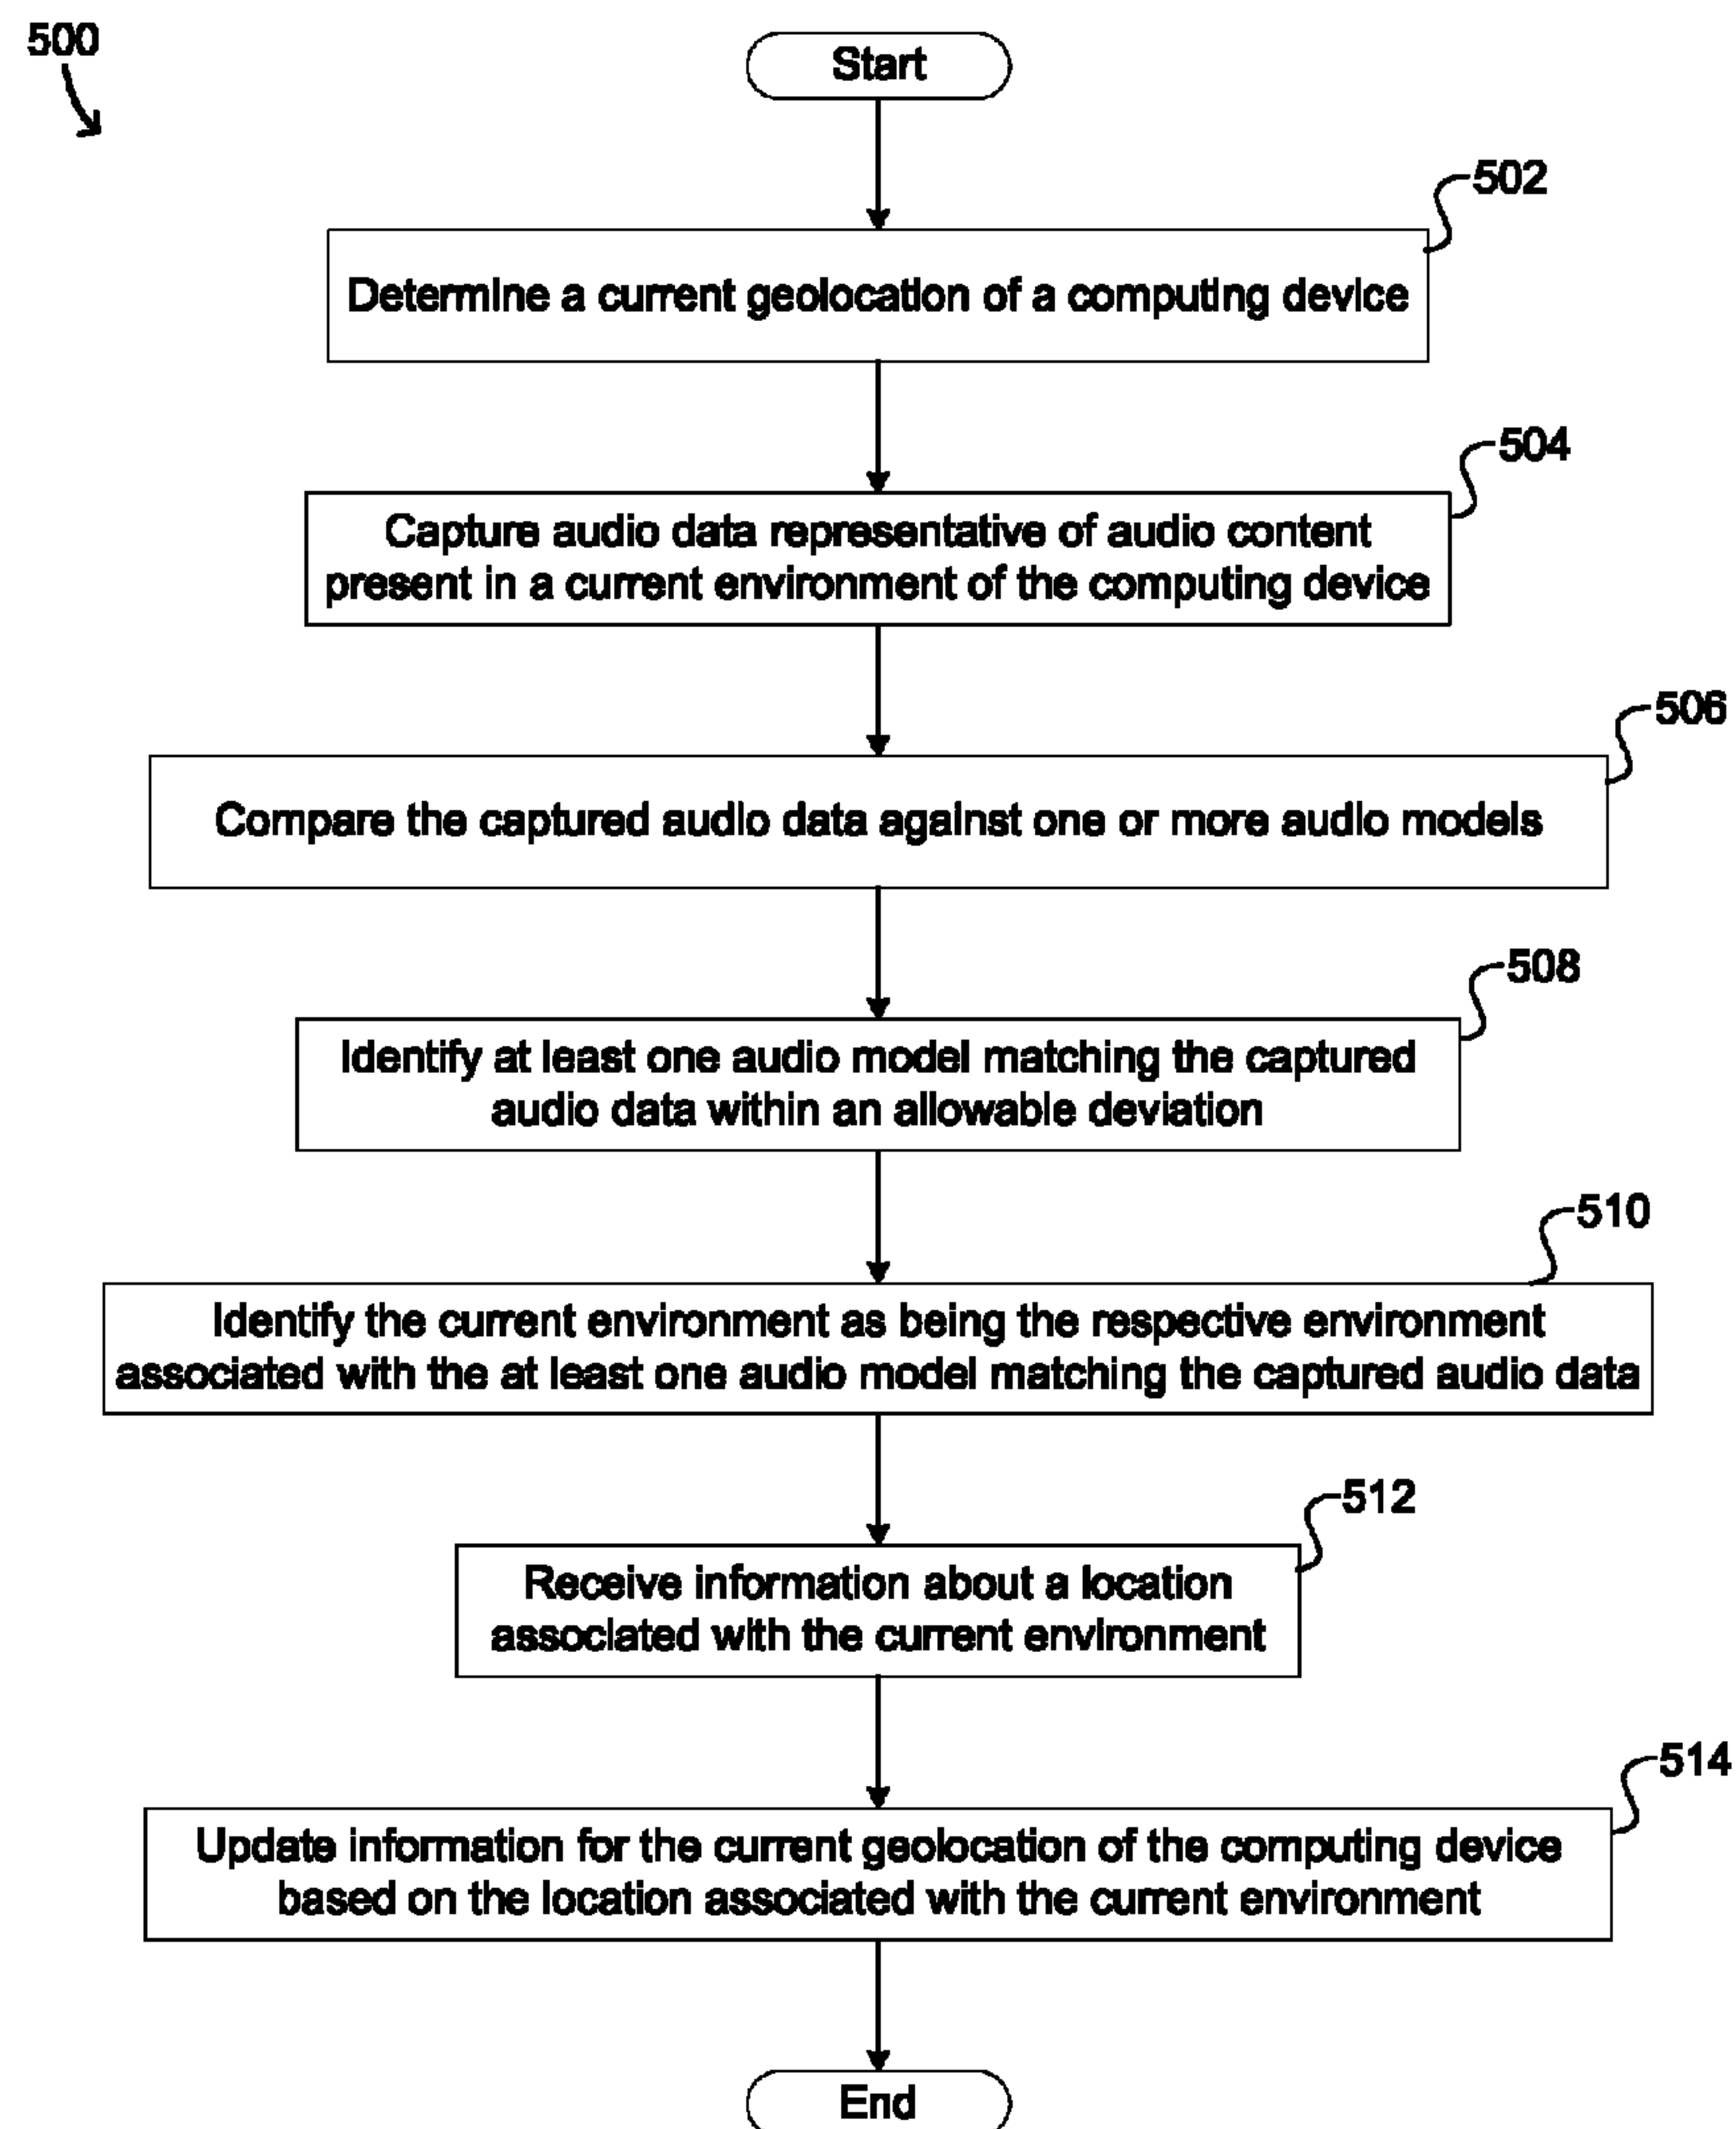 500
Start
502
Determine a current geolocation of a computing device
504
Capture audio data representative of audio content
present in a current environment of the computing device
506
Compare the captured audio data against one or more audio models
508
Identify at least one audio model matching the captured
audio data within an allowable deviation
510
Identify the current environment as being the respective environment
associated with the at least one audio model matching the captured audio data
512
Receive information about a location
associated with the current environment
514
Update information for the current geolocation of the computing device
based on the location associated with the current environment
End